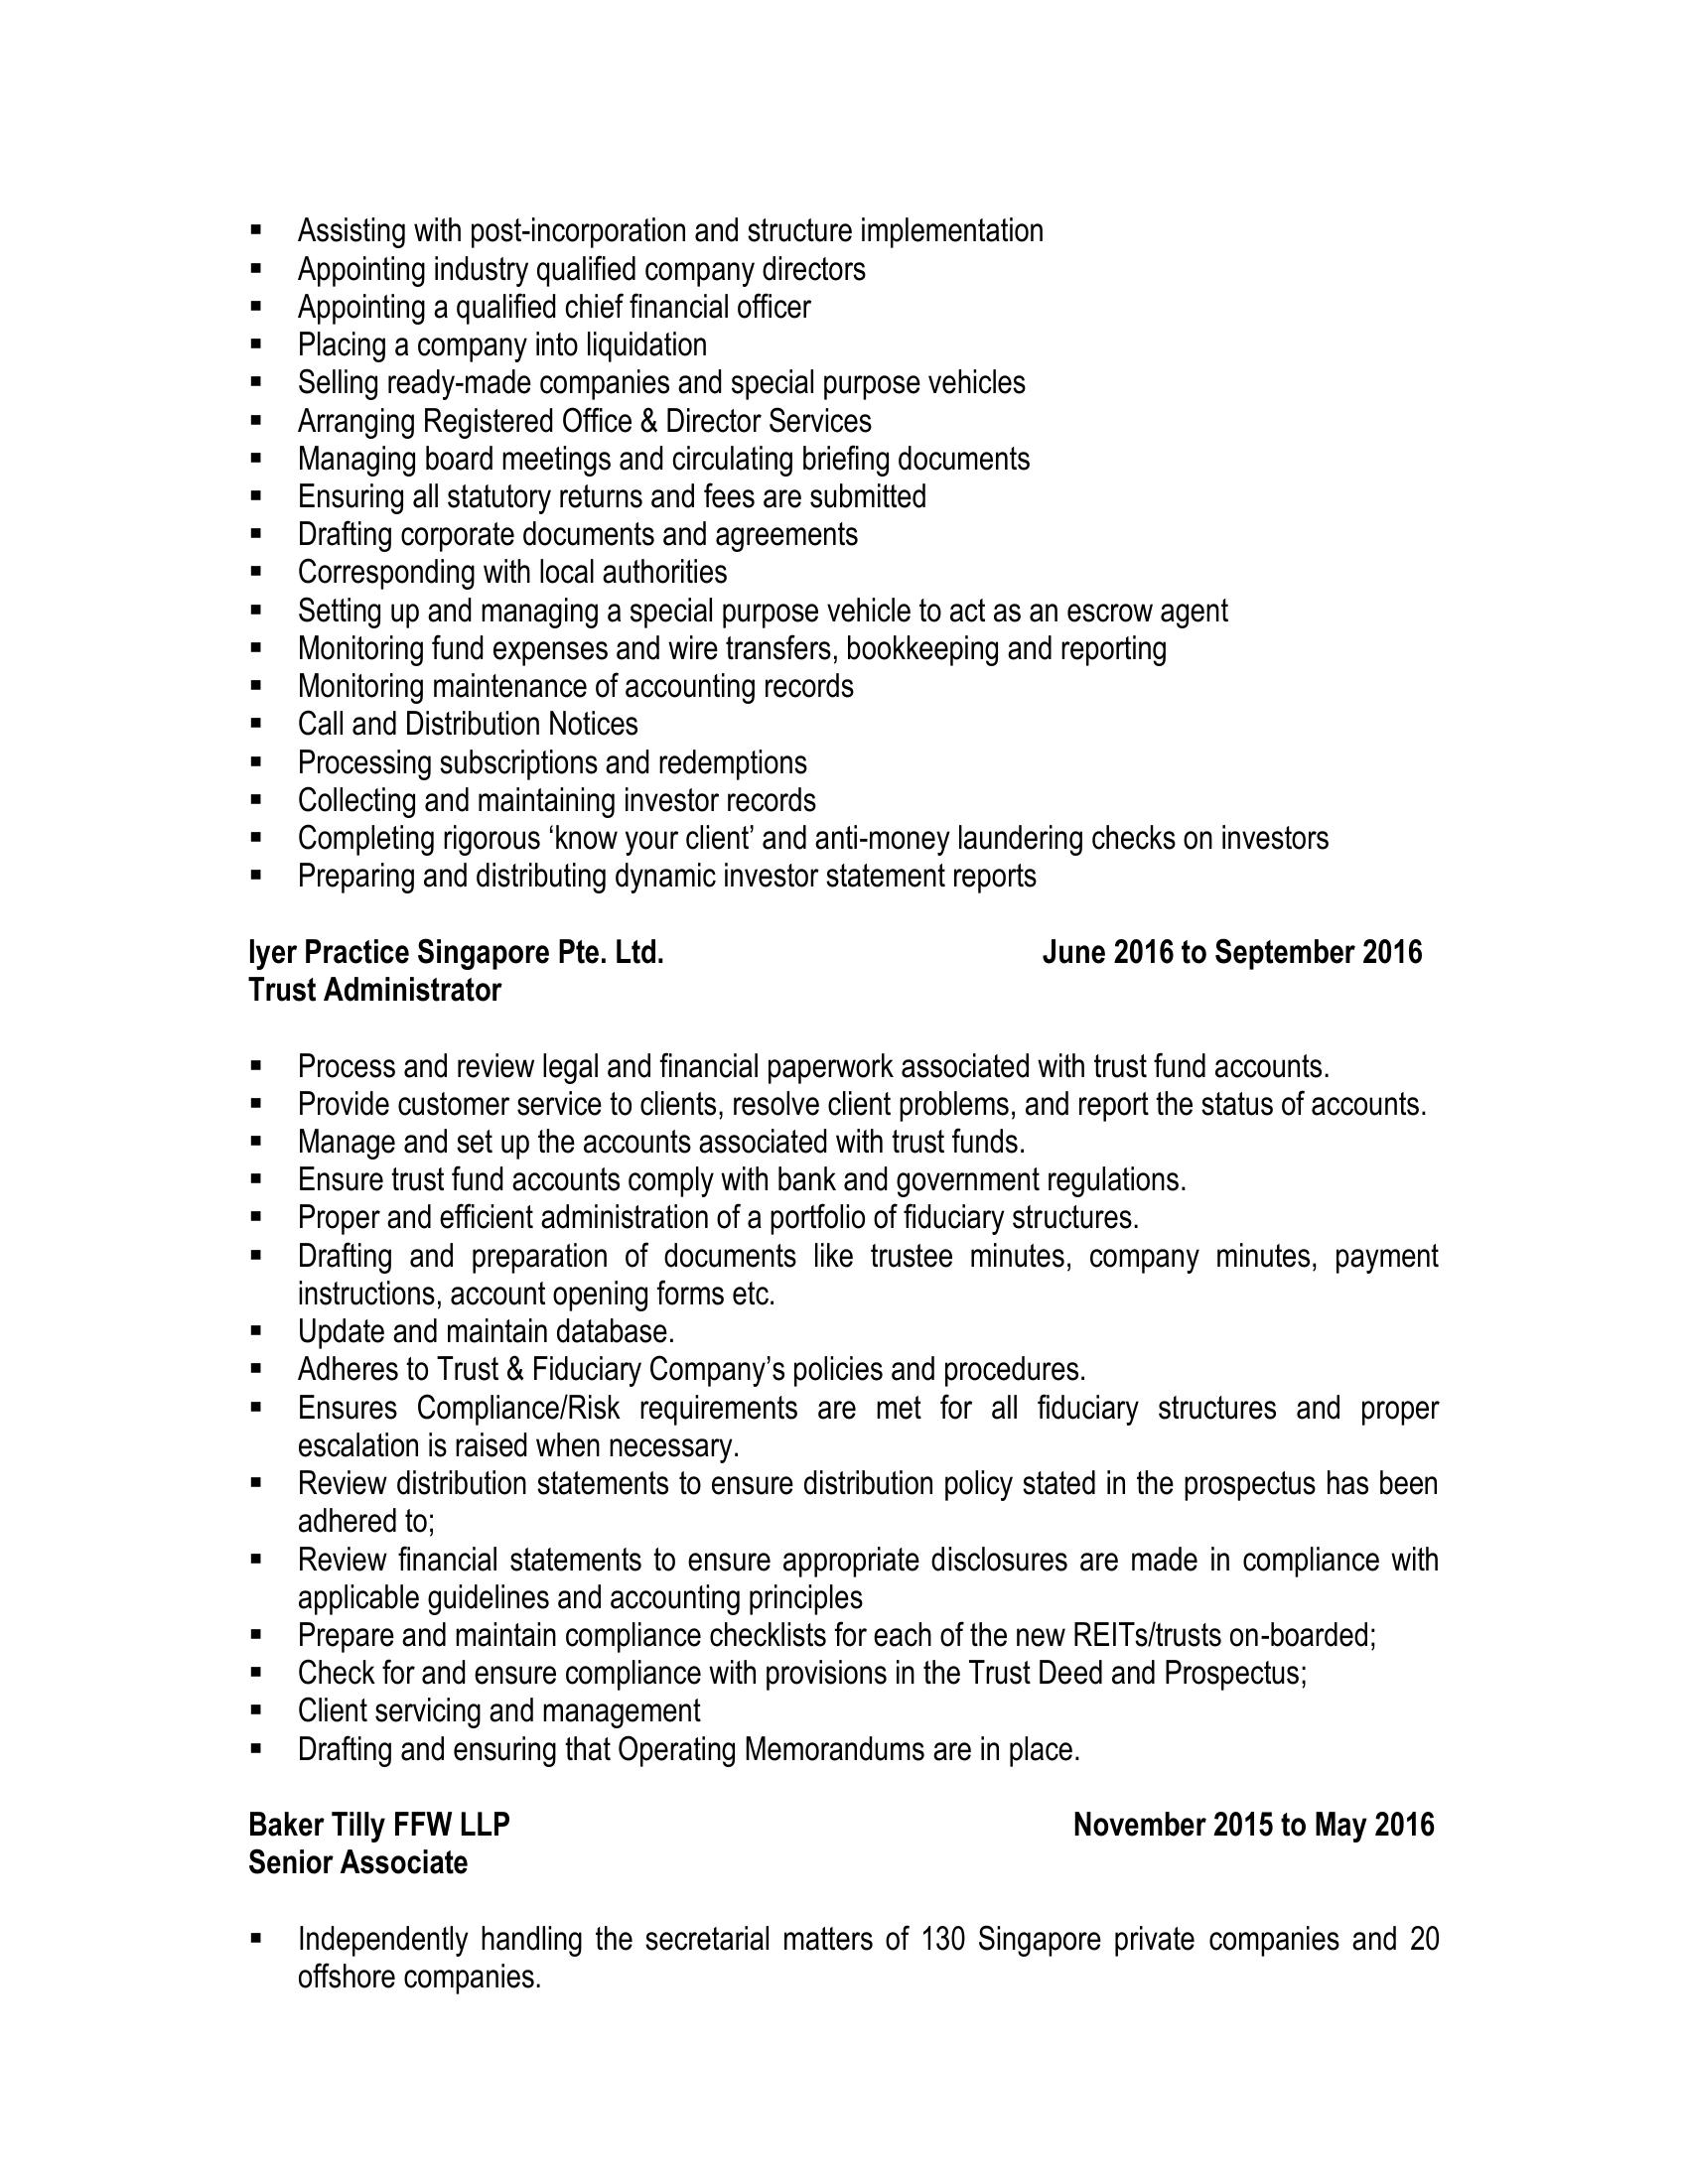 ▪ Assisting with post-incorporation and structure implementation
▪ Appointing industry qualified company directors
▪ Appointing a qualified chief financial officer
▪ Placing a company into liquidation
▪ Selling ready-made companies and special purpose vehicles
▪ Arranging Registered Office & Director Services
▪ Managing board meetings and circulating briefing documents
▪ Ensuring all statutory returns and fees are submitted
▪ Drafting corporate documents and agreements
▪ Corresponding with local authorities
▪ Setting up and managing a special purpose vehicle to act as an escrow agent
▪ Monitoring fund expenses and wire transfers, bookkeeping and reporting
▪ Monitoring maintenance of accounting records
▪ Call and Distribution Notices
▪ Processing subscriptions and redemptions
▪ Collecting and maintaining investor records
▪ Completing rigorous ‘know your client’ and anti-money laundering checks on investors
▪ Preparing and distributing dynamic investor statement reports
Iyer Practice Singapore Pte. Ltd. June 2016 to September 2016
Trust Administrator
▪ Process and review legal and financial paperwork associated with trust fund accounts.
▪ Provide customer service to clients, resolve client problems, and report the status of accounts.
▪ Manage and set up the accounts associated with trust funds.
▪ Ensure trust fund accounts comply with bank and government regulations.
▪ Proper and efficient administration of a portfolio of fiduciary structures.
▪ Drafting and preparation of documents like trustee minutes, company minutes, payment
instructions, account opening forms etc.
▪ Update and maintain database.
▪ Adheres to Trust & Fiduciary Company’s policies and procedures.
▪ Ensures Compliance/Risk requirements are met for all fiduciary structures and proper
escalation is raised when necessary.
▪ Review distribution statements to ensure distribution policy stated in the prospectus has been
adhered to;
▪ Review financial statements to ensure appropriate disclosures are made in compliance with
applicable guidelines and accounting principles
▪ Prepare and maintain compliance checklists for each of the new REITs/trusts on-boarded;
▪ Check for and ensure compliance with provisions in the Trust Deed and Prospectus;
▪ Client servicing and management
▪ Drafting and ensuring that Operating Memorandums are in place.
Baker Tilly FFW LLP November 2015 to May 2016
Senior Associate
▪ Independently handling the secretarial matters of 130 Singapore private companies and 20
offshore companies.